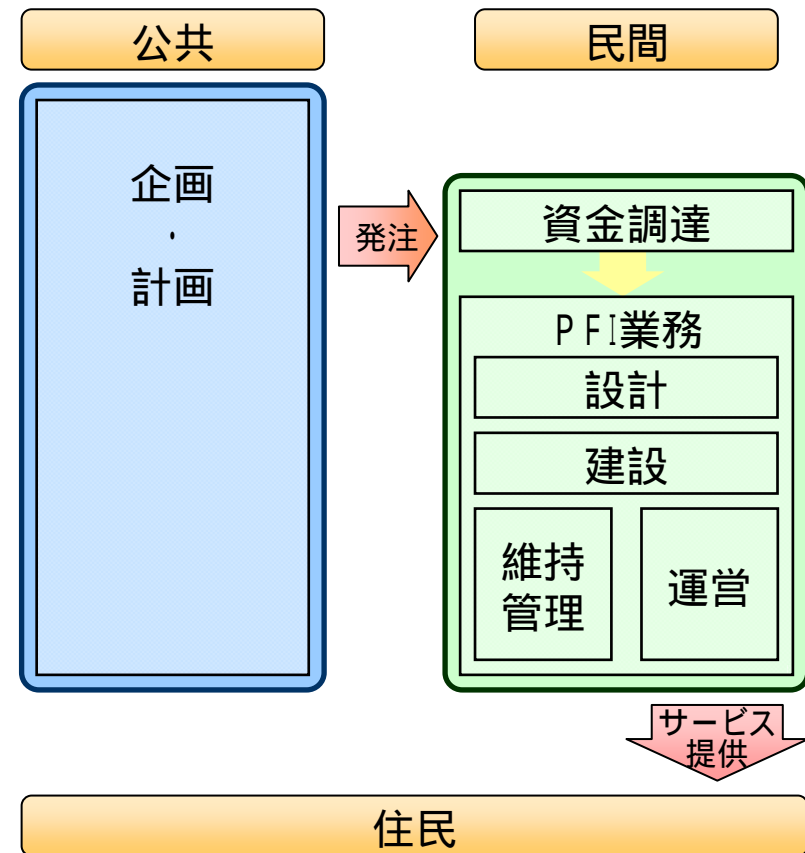 公共
民間
企画
・
計画
発注
資金調達
ＰＦI業務
設計
建設
維持
管理
運営
サービス
提供
住民